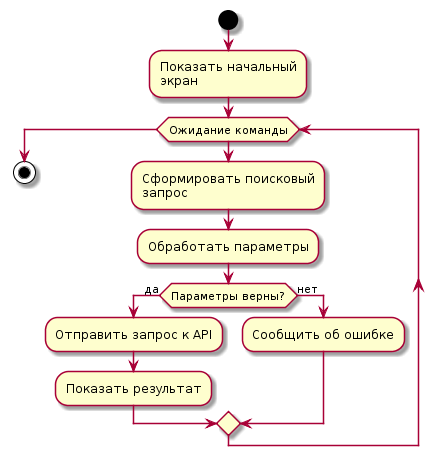 Показать начальный
экран
Ожидание команды
Сформировать поисковый
запрос
Обработать параметры
да
Параметры верны?
нет
Отправить запрос к API
Сообщить об ошибке
Показать результат